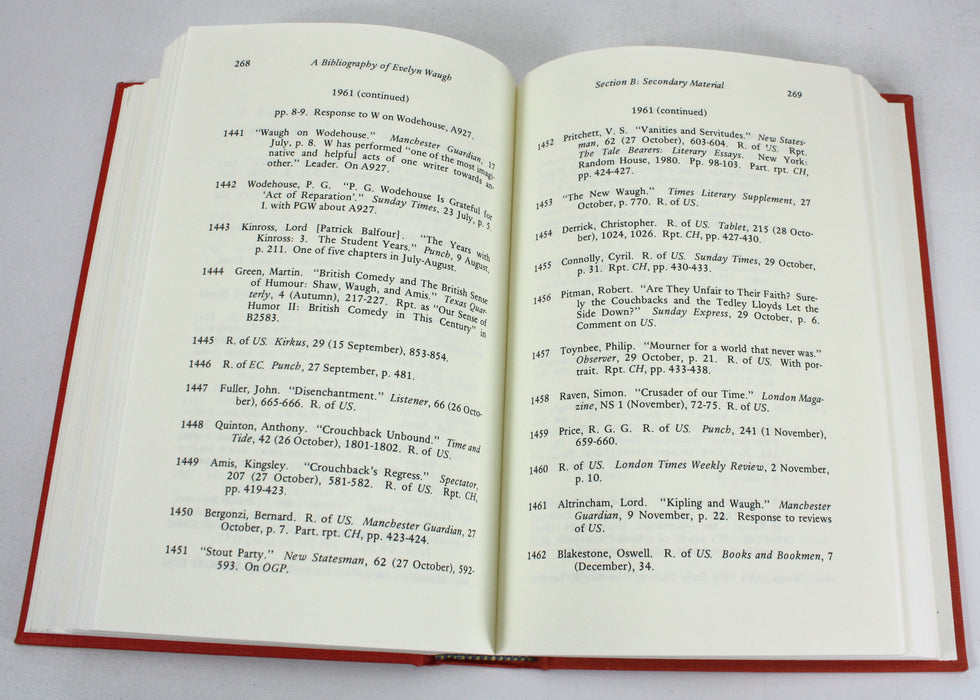 268
A Bibliography of Evelyn Waugh
1961 (continued)
pp. 8-9. Response to W on Wodehouse, A927.
1441 "Waugh on Wodehouse." Manchester Guardian, 17
July, p. 8. W has performed "one of the most imagi-
native and helpful acts of one writer towards an-
other." Leader. On A927.
1442 Wodehouse, P. G. "P. G. Wodehouse Is Grateful for
'Act of Reparation'." Sunday Times, 23 July, p. 5.
I. with PGW about A927.
1443 Kinross, Lord [Patrick Balfour]. "The Years with
Kinross: 3. The Student Years." Punch, 9 August,
p. 211. One of five chapters in July-August.
1444 Green, Martin. "British Comedy and The British Sense
of Humour: Shaw, Waugh, and Amis." Texas Quar-
terly, 4 (Autumn), 217-227. Rpt. as "Our Sense of
Humor II: British Comedy in This Century" in
B2583.
1445 R. of US. Kirkus, 29 (15 September), 853-854.
1446 R. of EC. Punch, 27 September, p. 481.
1447 Fuller, John. "Disenchantment." Listener, 66 (26 Octo-
ber), 665-666. R. of US.
1448 Quinton, Anthony. "Crouchback Unbound." Time and
Tide, 42 (26 October), 1801-1802. R. of US.
1449 Amis, Kingsley. "Crouchback's Regress." Spectator,
207 (27 October), 581-582. R. of US. Rpt. CH,
pp. 419-423.
1450 Bergonzi, Bernard. R. of US. Manchester Guardian, 27
October, p. 7. Part. rpt. CH, pp. 423-424.
1451 "Stout Party." New Statesman, 62 (27 October), 592-
593. On OGP.
Section B: Secondary Material
269
1961 (continued)
1452 Pritchett, V. S. "Vanities and Servitudes." New States-
man, 62 (27 October), 603-604. R. of US. Rpt.
The Tale Bearers: Literary Essays. New York:
Random House, 1980. Pp. 98-103. Part. rpt. CH,
pp. 424-427.
1453 "The New Waugh." Times Literary Supplement, 27
October, p. 770. R. of US.
1454 Derrick, Christopher. R. of US. Tablet, 215 (28 Octo-
ber), 1024, 1026. Rpt. CH, pp. 427-430.
1455 Connolly, Cyril. R. of US. Sunday Times, 29 October,
p. 31. Rpt. CH, pp. 430-433.
1456 Pitman, Robert. "Are They Unfair to Their Faith? Sure-
ly the Couchbacks and the Tedley Lloyds Let the
Side Down?" Sunday Express, 29 October, p. 6.
Comment on US.
1457 Toynbee, Philip. "Mourner for a world that never was."
Observer, 29 October, p. 21. R. of US. With por-
trait. Rpt. CH, pp. 433-438.
1458 Raven, Simon. "Crusader of our Time." London Maga-
zine, NS 1 (November), 72-75. R. of US.
1459 Price, R. G. G. R. of US. Punch, 241 (1 November),
659-660.
1460 R. of US. London Times Weekly Review, 2 November,
p. 10.
1461 Altrincham, Lord. "Kipling and Waugh." Manchester
Guardian, 9 November, p. 22. Response to reviews
of US.
1462 Blakestone, Oswell. R. of US. Books and Bookmen, 7
(December), 34.